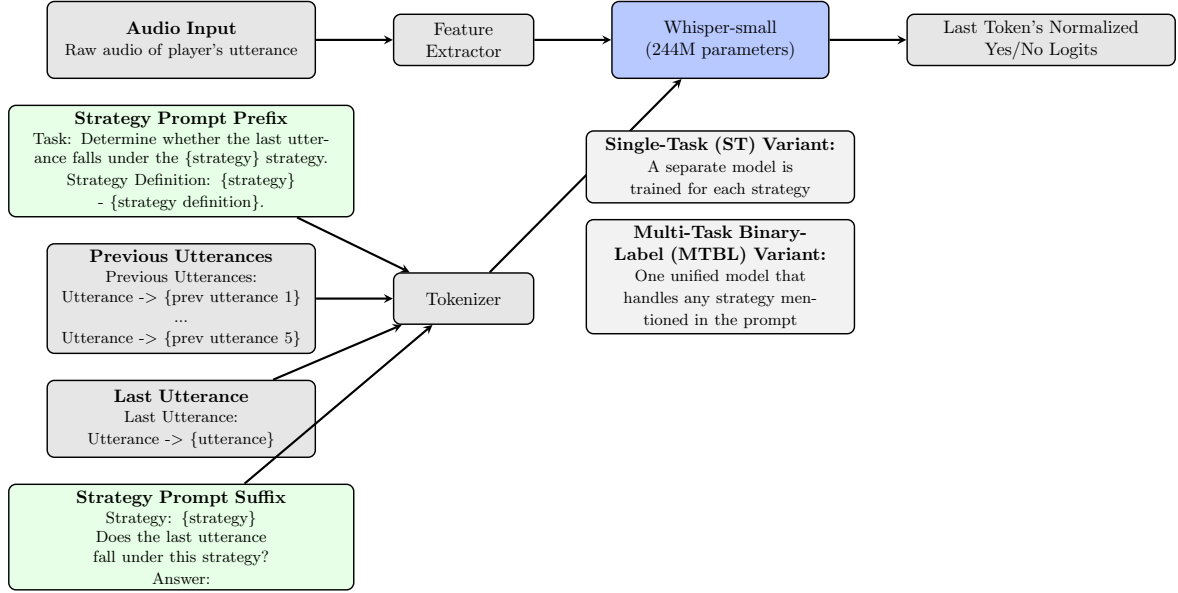 Audio Input
Raw audio of player's utterance
Feature
Extractor
Whisper-small
(244M parameters)
Last Token's Normalized
Yes/No Logits
Strategy Prompt Prefix
Task: Determine whether the last utter-
ance falls under the {strategy} strategy.
Strategy Definition: {strategy}
- {strategy definition}.
Previous Utterances
Previous Utterances:
Utterance -> {prev utterance 1}
...
Utterance -> {prev utterance 5}
Last Utterance
Last Utterance:
Utterance -> {utterance}
Strategy Prompt Suffix
Strategy: {strategy}
Does the last utterance
fall under this strategy?
Answer:
Tokenizer
Single-Task (ST) Variant:
A separate model is
trained for each strategy
Multi-Task Binary-
Label (MTBL) Variant:
One unified model that
handles any strategy men-
tioned in the prompt